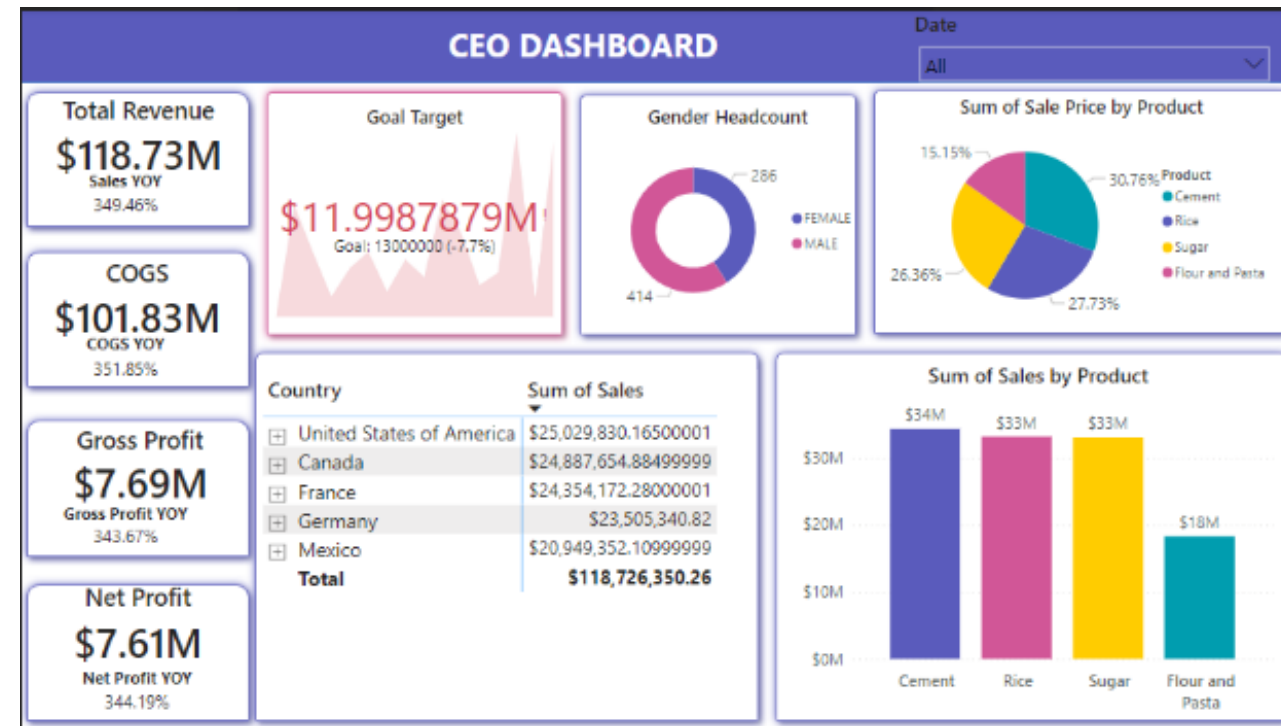 CEO DASHBOARD
Date
All
Total Revenue
$118.73M
Sales YOY
349.46%
COGS
$101.83M
COGS YOY
351.85%
Gross Profit
$7.69M
Gross Profit YOY
343.67%
Net Profit
$7.61M
Net Profit YOY
344.19%
Goal Target
$11.9987879M!
Goal: 13000000 (-7.7%)
Gender Headcount
286
414
FEMALE
MALE
Sum of Sale Price by Product
15.15%
30.76%
26.36%
27.73%
Product
Cement
Rice
Sugar
Flour and Pasta
Country Sum of Sales
United States of America $25,029,830.16500001
Canada $24,887,654.88499999
France $24,354,172.28000001
Germany $23,505,340.82
Mexico $20,949,352.10999999
Total $118,726,350.26
Sum of Sales by Product
$34M
$33M
$33M
$18M
$30M
$20M
$10M
$0M
Cement
Rice
Sugar
Flour and
Pasta